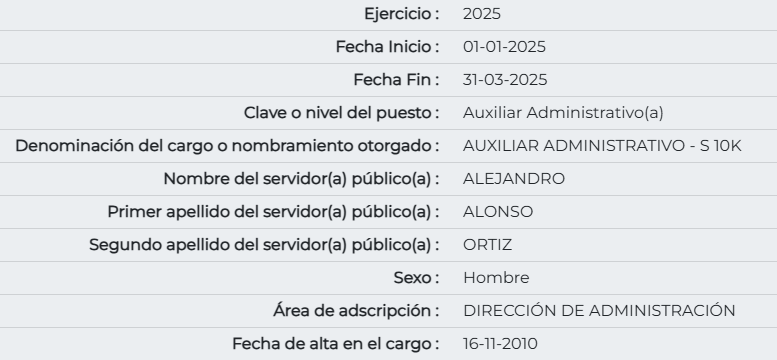 Ejercicio : 2025
Fecha Inicio : 01-01-2025
Fecha Fin : 31-03-2025
Clave o nivel del puesto : Auxiliar Administrativo(a)
Denominación del cargo o nombramiento otorgado : AUXILIAR ADMINISTRATIVO - S 10K
Nombre del servidor(a) público(a) : ALEJANDRO
Primer apellido del servidor(a) público(a) : ALONSO
Segundo apellido del servidor(a) público(a) : ORTIZ
Sexo : Hombre
Área de adscripción : DIRECCIÓN DE ADMINISTRACIÓN
Fecha de alta en el cargo : 16-11-2010